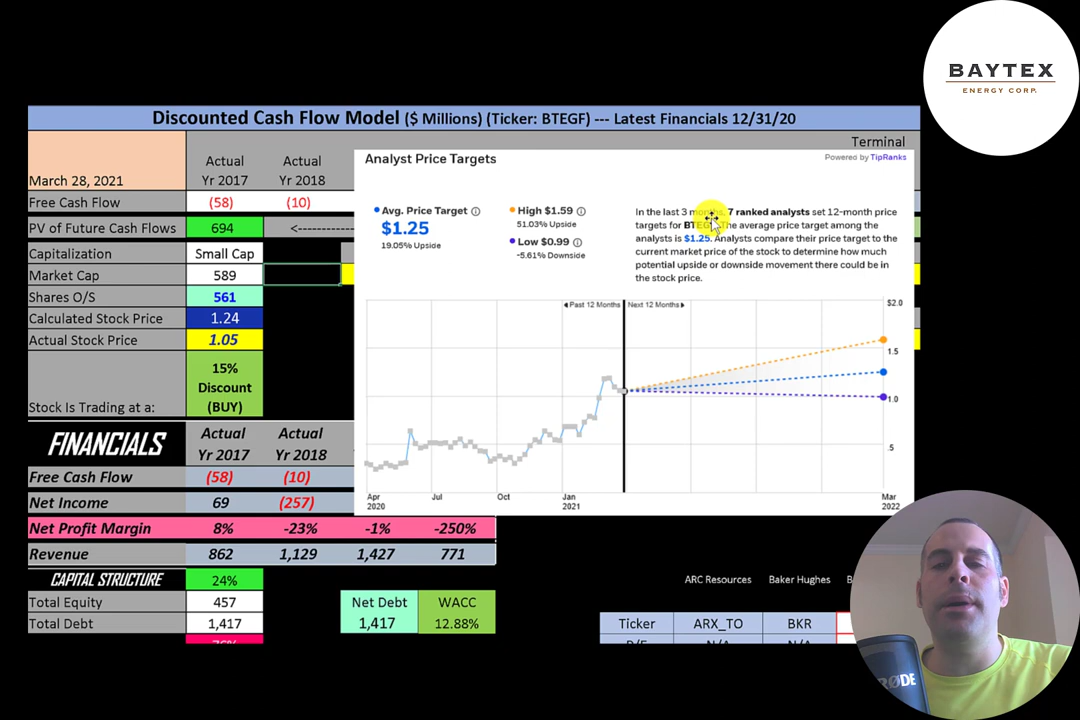 BAYTEX
ENERGY CORP.
Discounted Cash Flow Model ($ Millions) (Ticker: BTEGF) --- Latest Financials 12/31/20
Terminal
March 28, 2021
Actual Yr 2017
Actual Yr 2018
Free Cash Flow (58) (10)
PV of Future Cash Flows 694 <-----------
Capitalization Small Cap
Market Cap 589
Shares O/S 561
Calculated Stock Price 1.24
Actual Stock Price 1.05
Stock Is Trading at a: 15% Discount (BUY)
Analyst Price Targets
Powered by TipRanks
Avg. Price Target
$1.25
19.05% Upside
High $1.59
51.03% Upside
Low $0.99
-5.61% Downside
In the last 3 months, 7 ranked analysts set 12-month price
targets for The average price target among the
analysts is $1.25. Analysts compare their price target to the
current market price of the stock to determine how much
potential upside or downside movement there could be in
the stock price.
Past 12 Months
Next 12 Months
$2.0
1.5
1.0
.5
Apr 2020
Jul
Oct
Jan 2021
Mar 2022
FINANCIALS
Actual Yr 2017
Actual Yr 2018
Free Cash Flow (58) (10)
Net Income 69 (257)
Net Profit Margin 8% -23% -1% -250%
Revenue 862 1,129 1,427 771
CAPITAL STRUCTURE 24%
Total Equity 457
Total Debt 1,417
Net Debt WACC
1,417 12.88%
ARC Resources Baker Hughes B
Ticker ARX_TO BKR
RØDE